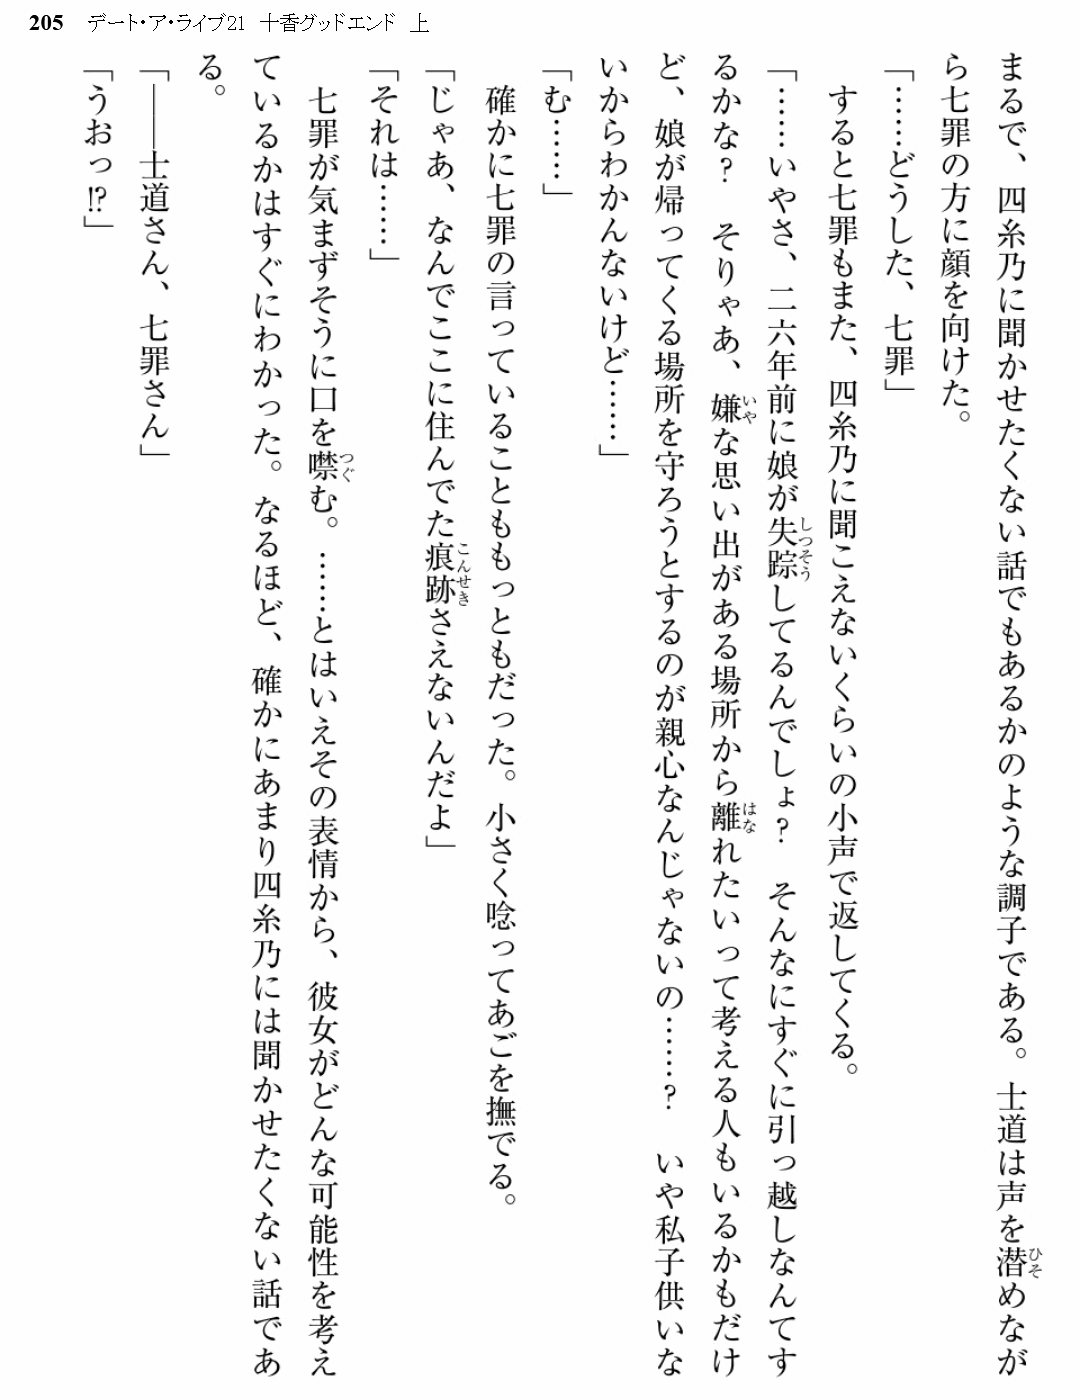 205 デート・ア・ライブ21 十香グッドエンド 上
まるで、四糸乃に聞かせたくない話でもあるかのような調子である。士道は声を潜めなが
ら七罪の方に顔を向けた。
「……どうした、七罪」
　すると七罪もまた、四糸乃に聞こえないくらいの小声で返してくる。
「……いやさ、二六年前に娘が失踪してるんでしょ？　そんなにすぐに引っ越しなんてす
るかな？　そりゃあ、嫌な思い出がある場所から離れたいって考える人もいるかもだけ
ど、娘が帰ってくる場所を守ろうとするのが親心なんじゃないの……？　いや私子供いな
いからわかんないけど……」
「む……」
　確かに七罪の言っていることももっともだった。小さく唸ってあごを撫でる。
「じゃあ、なんでここに住んでた痕跡さえないんだよ」
「それは……」
　七罪が気まずそうに口を噤む。……とはいえその表情から、彼女がどんな可能性を考え
ているかはすぐにわかった。なるほど、確かにあまり四糸乃には聞かせたくない話であ
る。
「――士道さん、七罪さん」
「うおっ!?」